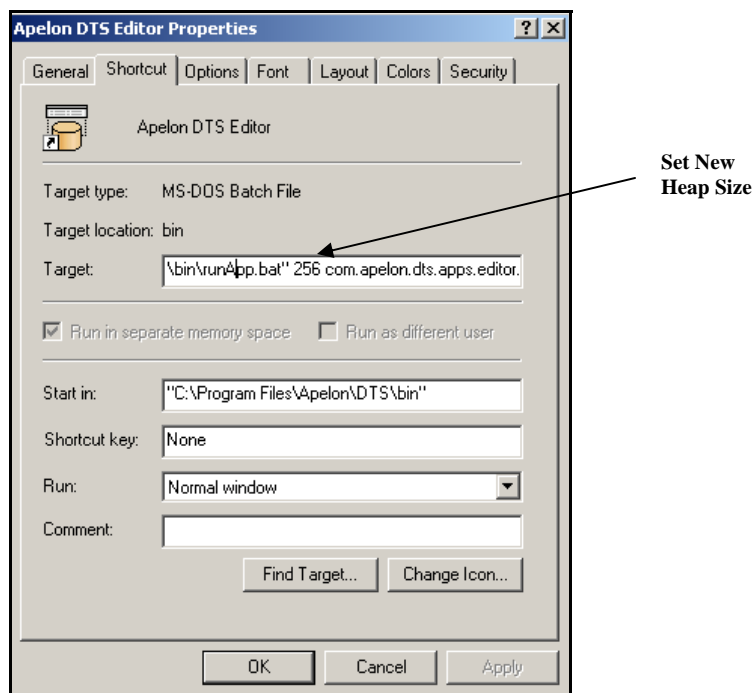 Apelon DTS Editor Properties
General Shortcut Options Font Layout Colors Security
Apelon DTS Editor
Target type: MS-DOS Batch File
Target location: bin
Target: \bin\runApp.bat" 256 com.apelon.dts.apps.editor.
Run in separate memory space Run as different user
Start in: "C:\Program Files\Apelon\DTS\bin"
Shortcut key: None
Run: Normal window
Comment:
Find Target... Change Icon...
OK Cancel Apply
Set New
Heap Size